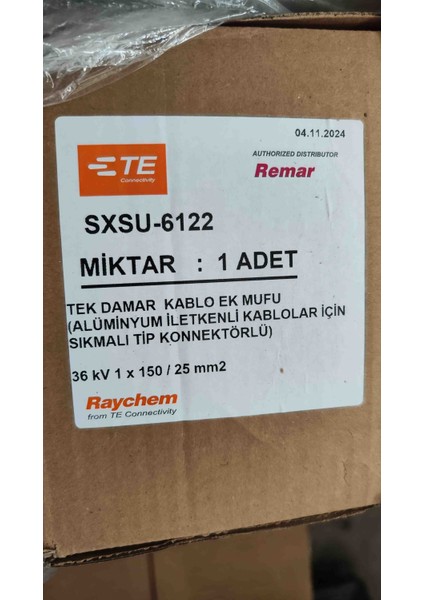 04.11.2024
TE
Connectivity
AUTHORIZED DISTRIBUTOR
Remar
SXSU-6122
MİKTAR : 1 ADET
TEK DAMAR KABLO EK MUFU
(ALÜMİNYUM İLETKENLİ KABLOLAR İÇİN
SIKMALI TİP KONNEKTÖRLÜ)
36 kV 1 x 150 / 25 mm2
Raychem
from TE Connectivity